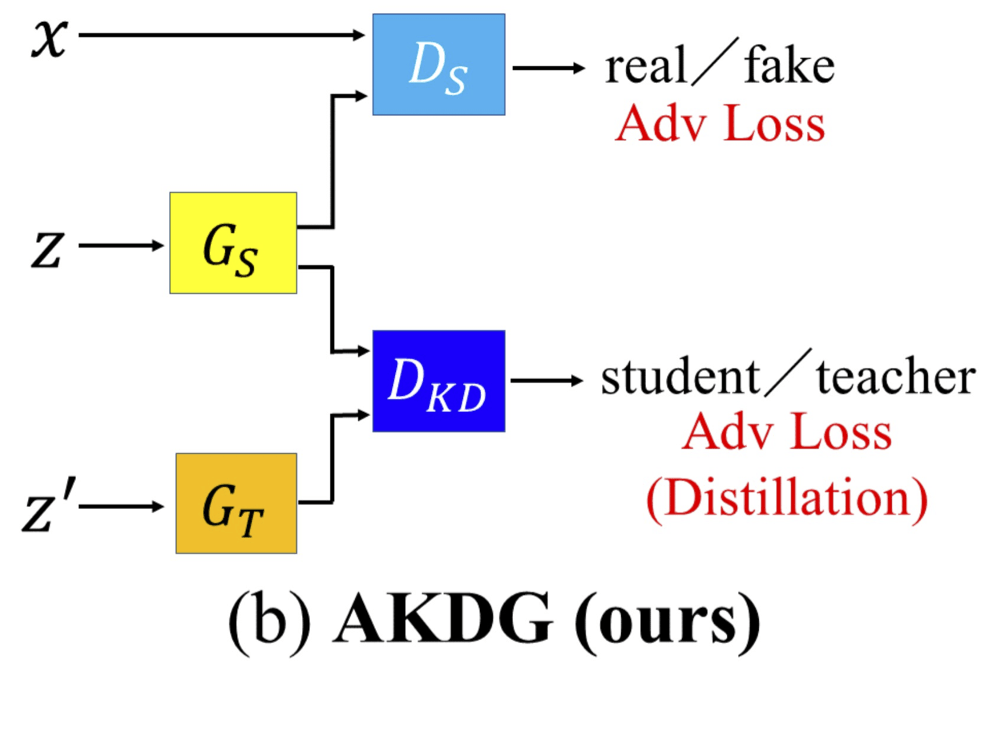 x
D_S
real／fake
Adv Loss
z
G_S
D_{KD}
student／teacher
Adv Loss
(Distillation)
z′
G_T
(b) AKDG (ours)